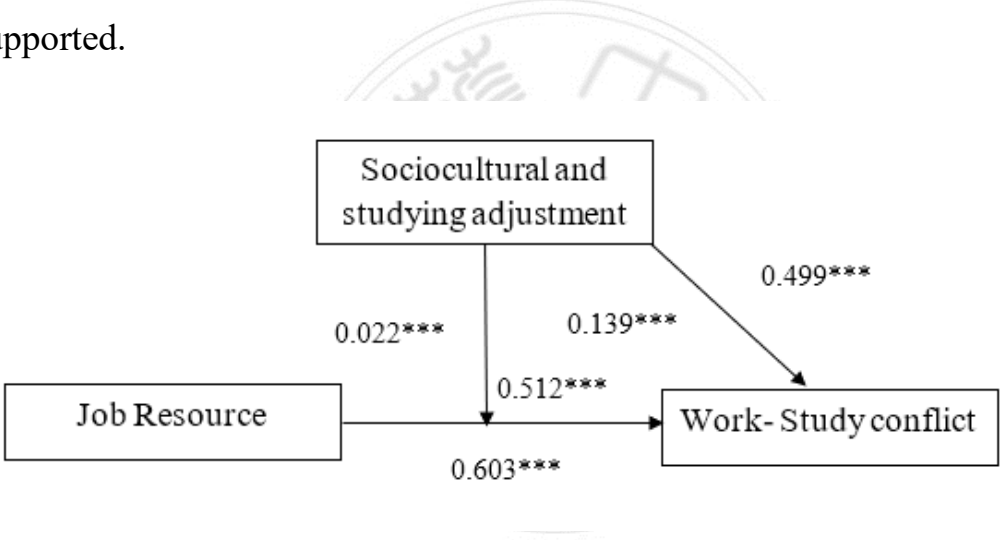 upported.
Sociocultural and
studying adjustment
0.499***
0.022***
0.139***
0.512***
Job Resource
Work- Study conflict
0.603***